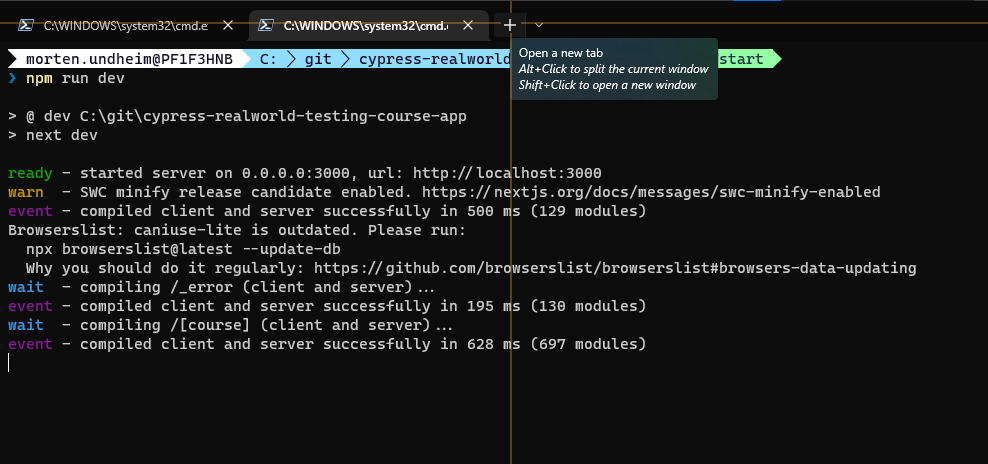 C:\WINDOWS\system32\cmd.e
C:\WINDOWS\system32\cmd.
Open a new tab
Alt+Click to split the current window
Shift+Click to open a new window
morten.undheim@PF1F3HNB C: git cypress-realworld start
❯ npm run dev
> @ dev C:\git\cypress-realworld-testing-course-app
> next dev
ready - started server on 0.0.0.0:3000, url: http://localhost:3000
warn - SWC minify release candidate enabled. https://nextjs.org/docs/messages/swc-minify-enabled
event - compiled client and server successfully in 500 ms (129 modules)
Browserslist: caniuse-lite is outdated. Please run:
npx browserslist@latest --update-db
Why you should do it regularly: https://github.com/browserslist/browserslist#browsers-data-updating
wait - compiling /_error (client and server)...
event - compiled client and server successfully in 195 ms (130 modules)
wait - compiling /[course] (client and server)...
event - compiled client and server successfully in 628 ms (697 modules)